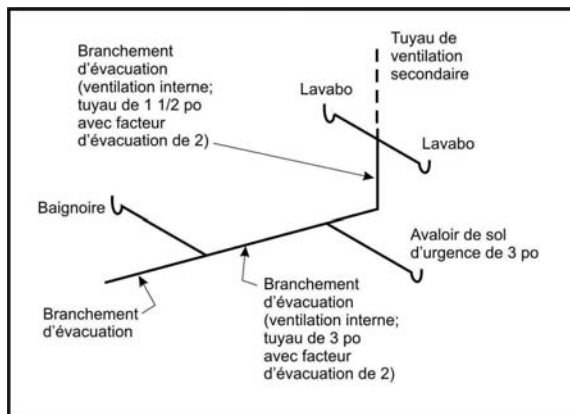 Branchement
d'évacuation
(ventilation interne;
tuyau de 1 1/2 po
avec facteur
d'évacuation de 2)
Tuyau de
ventilation
secondaire
Lavabo
Lavabo
Baignoire
Avaloir de sol
d'urgence de 3 po
Branchement
d'évacuation
Branchement
d'évacuation
(ventilation interne;
tuyau de 3 po
avec facteur
d'évacuation de 2)